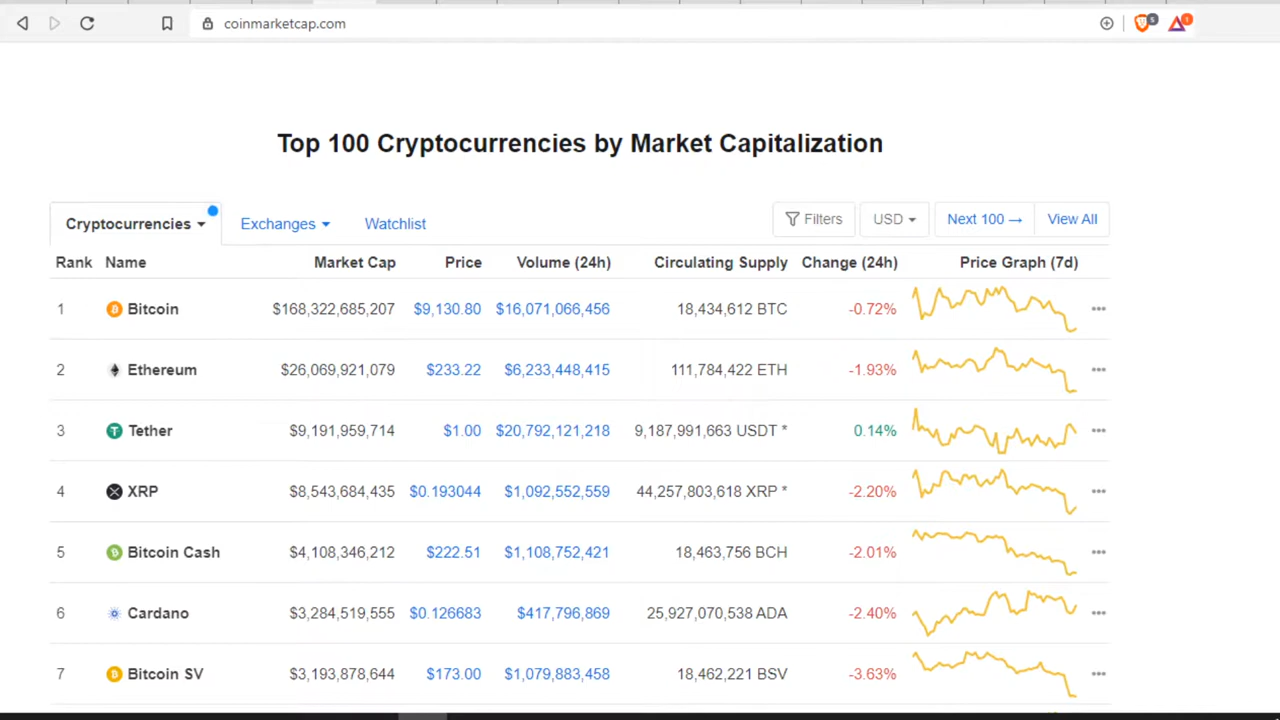 coinmarketcap.com
Top 100 Cryptocurrencies by Market Capitalization
Cryptocurrencies Exchanges Watchlist Filters USD Next 100 → View All
Rank Name Market Cap Price Volume (24h) Circulating Supply Change (24h) Price Graph (7d)
1 Bitcoin $168,322,685,207 $9,130.80 $16,071,066,456 18,434,612 BTC -0.72%
2 Ethereum $26,069,921,079 $233.22 $6,233,448,415 111,784,422 ETH -1.93%
3 Tether $9,191,959,714 $1.00 $20,792,121,218 9,187,991,663 USDT * 0.14%
4 XRP $8,543,684,435 $0.193044 $1,092,552,559 44,257,803,618 XRP * -2.20%
5 Bitcoin Cash $4,108,346,212 $222.51 $1,108,752,421 18,463,756 BCH -2.01%
6 Cardano $3,284,519,555 $0.126683 $417,796,869 25,927,070,538 ADA -2.40%
7 Bitcoin SV $3,193,878,644 $173.00 $1,079,883,458 18,462,221 BSV -3.63%